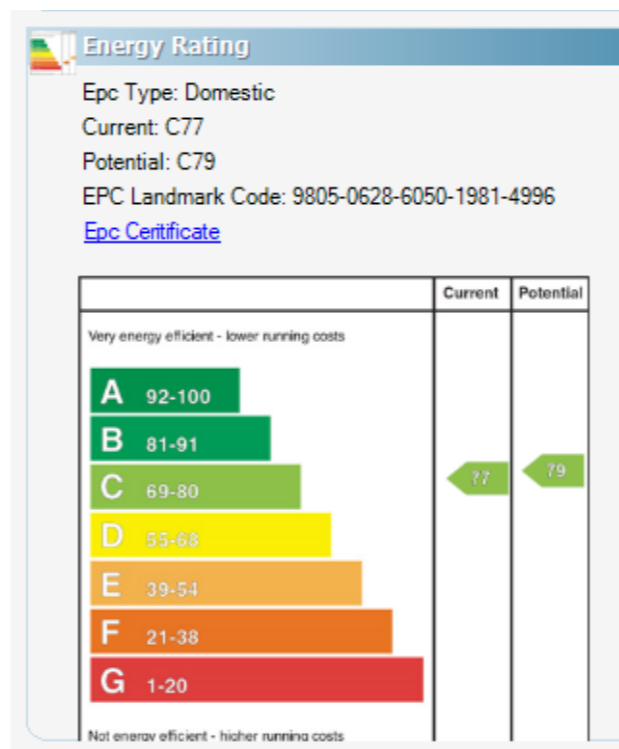 Energy Rating
Epc Type: Domestic
Current: C77
Potential: C79
EPC Landmark Code: 9805-0628-6050-1981-4996
Epc Ceritificate
Current Potential
Very energy efficient - lower running costs
A 92-100
B 81-91
C 69-80
77 79
D 55-68
E 39-54
F 21-38
G 1-20
Not energy efficient - higher running costs